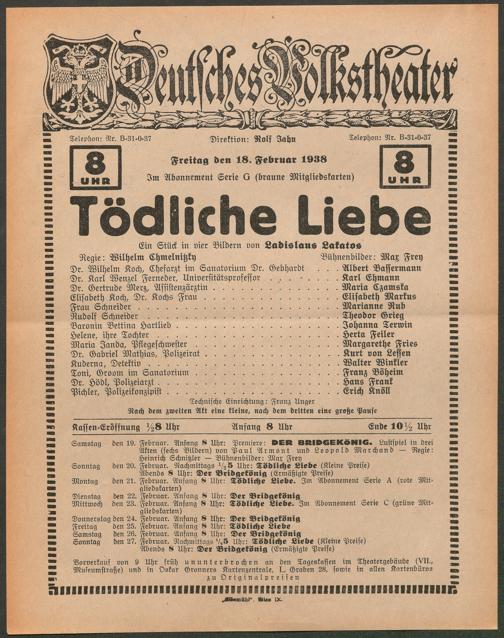 Deutsches Volkstheater
Telephon: Nr. B-31-0-37 Direktion: Rolf Jahn Telephon: Nr. B-31-0-37
8 UHR Freitag den 18. Februar 1938 8 UHR
Im Abonnement Serie G (braune Mitgliedskarten)
Tödliche Liebe
Ein Stück in vier Bildern von Ladislaus Lakatos
Regie: Wilhelm Chmelnitzky Bühnenbilder: Max Frey
Dr. Wilhelm Koch, Chefarzt im Sanatorium Dr. Gebhardt . . . Albert Bassermann
Dr. Karl Wenzel Ferneder, Universitätsprofessor . . . Karl Ehmann
Dr. Gertrude Merz, Assistenzärztin . . . Maria Czamska
Elisabeth Koch, Dr. Kochs Frau . . . Elisabeth Markus
Frau Schneider . . . Marianne Rub
Rudolf Schneider . . . Theodor Grieg
Baronin Bettina Hartlieb . . . Johanna Terwin
Helene, ihre Tochter . . . Herta Feiler
Maria Janda, Pflegeschwester . . . Margarethe Fries
Dr. Gabriel Mathias, Polizeirat . . . Kurt von Lessen
Kuderna, Detektiv . . . Walter Winkler
Toni, Groom im Sanatorium . . . Franz Böheim
Dr. Hödl, Polizeiarzt . . . Hans Frank
Pichler, Polizeikonzipist . . . Erich Knöll
Technische Einrichtung: Franz Unger
Nach dem zweiten Akt eine kleine, nach dem dritten eine große Pause
Kassen-Eröffnung ½8 Uhr Anfang 8 Uhr Ende 10½ Uhr
Samstag den 19. Februar. Anfang 8 Uhr: Premiere: DER BRIDGEKÖNIG. Lustspiel in drei
Akten (sechs Bildern) von Paul Armont und Leopold Marchand — Regie:
Heinrich Schnitzler — Bühnenbilder: Max Frey
Sonntag den 20. Februar. Nachmittags ½5 Uhr: Tödliche Liebe (Kleine Preise)
Abends 8 Uhr: Der Bridgekönig (Ermäßigte Preise)
Montag den 21. Februar. Anfang 8 Uhr: Tödliche Liebe. Im Abonnement Serie A (rote Mit-
gliedskarten)
Dienstag den 22. Februar. Anfang 8 Uhr: Der Bridgekönig
Mittwoch den 23. Februar. Anfang 8 Uhr: Tödliche Liebe. Im Abonnement Serie C (grüne Mit-
gliedskarten)
Donnerstag den 24. Februar. Anfang 8 Uhr: Der Bridgekönig
Freitag den 25. Februar. Anfang 8 Uhr: Tödliche Liebe
Samstag den 26. Februar. Anfang 8 Uhr: Der Bridgekönig
Sonntag den 27. Februar. Nachmittags ½5 Uhr: Tödliche Liebe (Kleine Preise)
Abends 8 Uhr: Der Bridgekönig (Ermäßigte Preise)
Vorverkauf von 9 Uhr früh ununterbrochen an den Tageskassen im Theatergebäude (VII.,
Museumstraße) und in Oskar Gronners Kartenzentrale, I., Graben 28, sowie in allen Kartenbüros
zu Originalpreisen
„Elbemühl“, Wien IX.